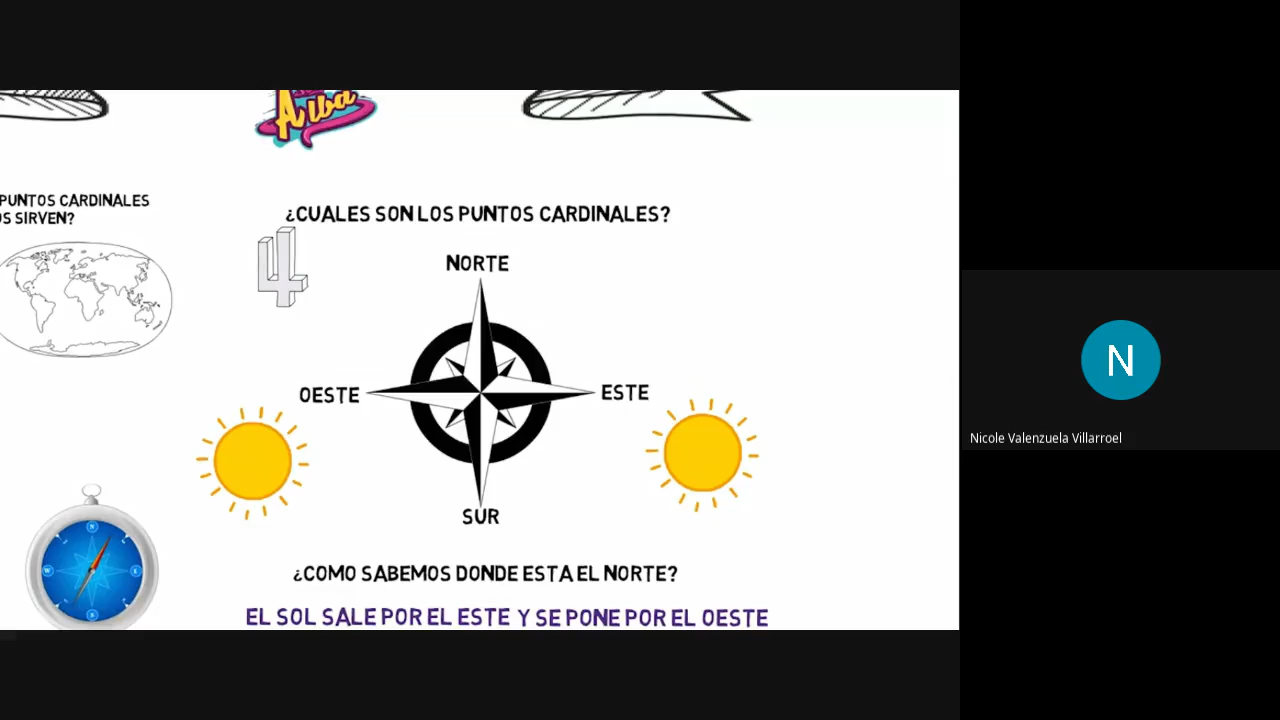 Alba
PUNTOS CARDINALES
OS SIRVEN?
¿CUALES SON LOS PUNTOS CARDINALES?
4
NORTE
OESTE
ESTE
SUR
N
W
E
¿COMO SABEMOS DONDE ESTA EL NORTE?
EL SOL SALE POR EL ESTE Y SE PONE POR EL OESTE
N
Nicole Valenzuela Villarroel